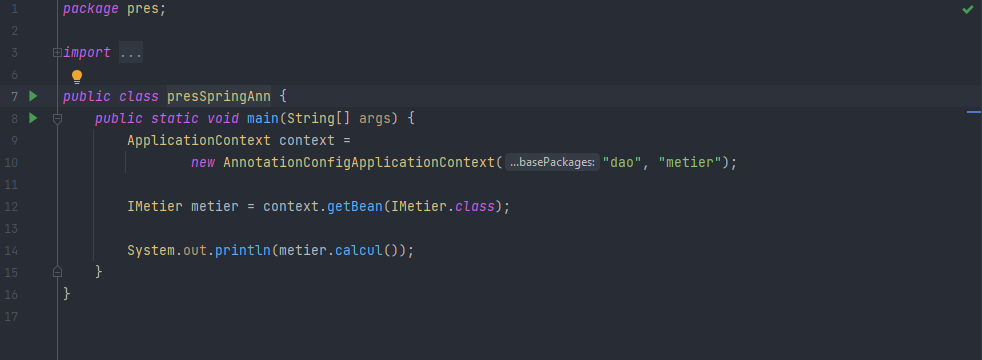 1 package pres;
2
3 import ...
6
7 public class presSpringAnn {
8 public static void main(String[] args) {
9 ApplicationContext context =
10 new AnnotationConfigApplicationContext( ...basePackages: "dao", "metier");
11
12 IMetier metier = context.getBean(IMetier.class);
13
14 System.out.println(metier.calcul());
15 }
16 }
17